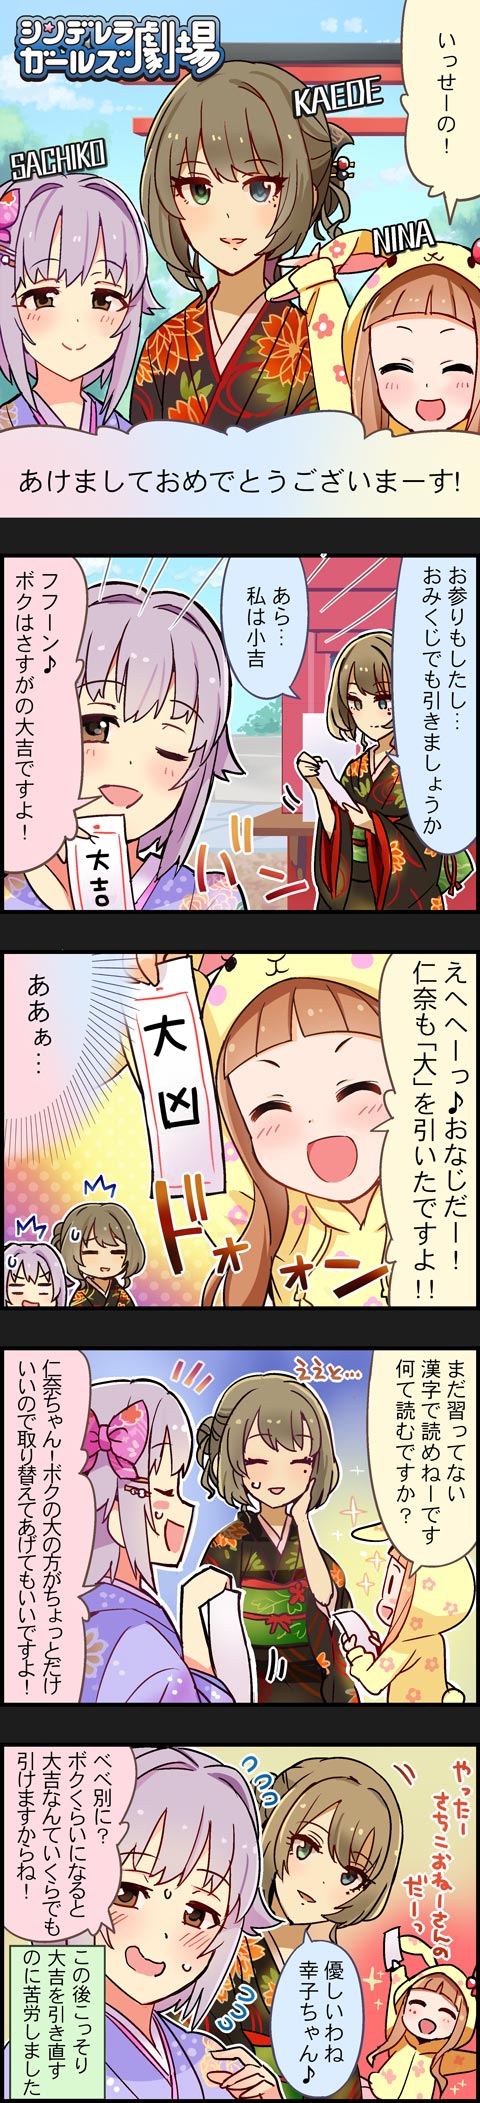 シンデレラ
ガールズ劇場
KAEDE
SACHIKO
NINA
いっせーの!
あけましておめでとうございまーす!
お参りもしたし…
おみくじでも引きましょうか
あら…
私は小吉
フフーン♪
ボクはさすがの大吉ですよ!
大吉
バン
えへへーっ♪おなじだー!
仁奈も「大」を引いたですよ!!
大凶
ああぁ…
ドォォン
まだ習ってない
漢字で読めねーです
何て読むですか?
ええと…
仁奈ちゃん!ボクの大の方がちょっとだけ
いいので取り替えてあげてもいいですよ!
やったー
さちこおねーさんの
だーっ
べべ別に?
ボクくらいになると
大吉なんていくらでも
引けますからね!
優しいわね
幸子ちゃん♪
この後こっそり
大吉を引き直す
のに苦労しました